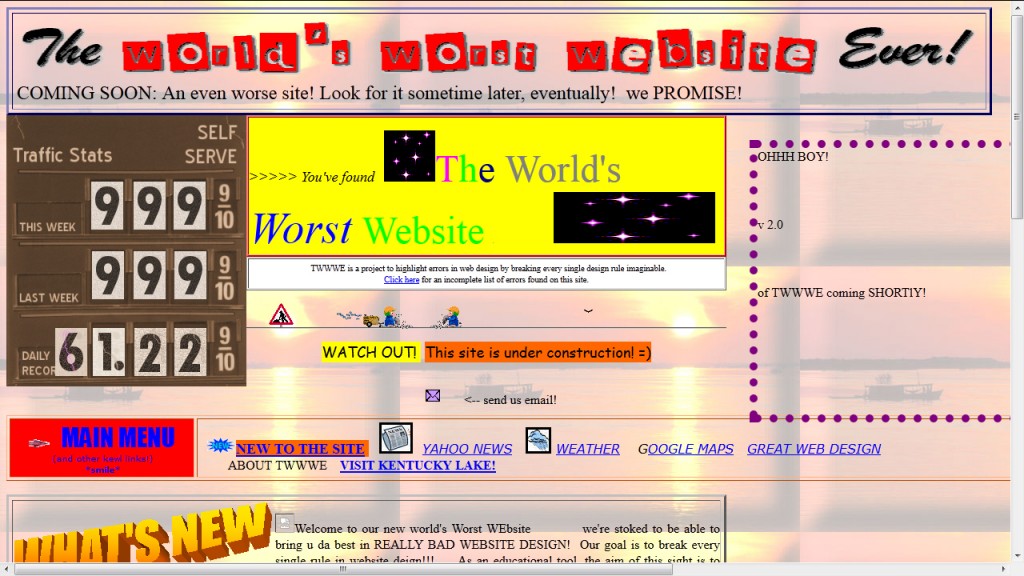 The world's worst website Ever!
COMING SOON: An even worse site! Look for it sometime later, eventually! we PROMISE!
Traffic Stats
SELF
SERVE
THIS WEEK 999 9/10
LAST WEEK 999 9/10
DAILY
RECOR 61.22 9/10
>>>>> You've found The World's
Worst Website
TWWWE is a project to highlight errors in web design by breaking every single design rule imaginable.
Click here for an incomplete list of errors found on this site.
WATCH OUT! This site is under construction! =)
<-- send us email!
OHHH BOY!
v 2.0
of TWWWE coming SHORTlY!
MAIN MENU
(and other kewl links!)
*smile*
NEW TO THE SITE YAHOO NEWS WEATHER GOOGLE MAPS GREAT WEB DESIGN
ABOUT TWWWE VISIT KENTUCKY LAKE!
WHAT'S NEW
Welcome to our new world's Worst WEbsite we're stoked to be able to
bring u da best in REALLY BAD WEBSITE DESIGN! Our goal is to break every
single rule in website deign!!! As an educational tool, the aim of this sight is to